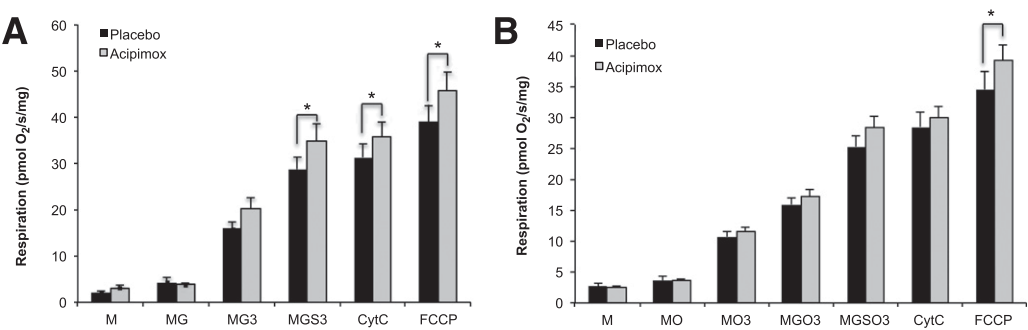 A
Respiration (pmol O2/s/mg)
60
50
40
30
20
10
0
Placebo
Acipimox
*
*
*
M MG MG3 MGS3 CytC FCCP
B
Respiration (pmol O2/s/mg)
45
40
35
30
25
20
15
10
5
0
Placebo
Acipimox
*
M MO MO3 MGO3 MGSO3 CytC FCCP